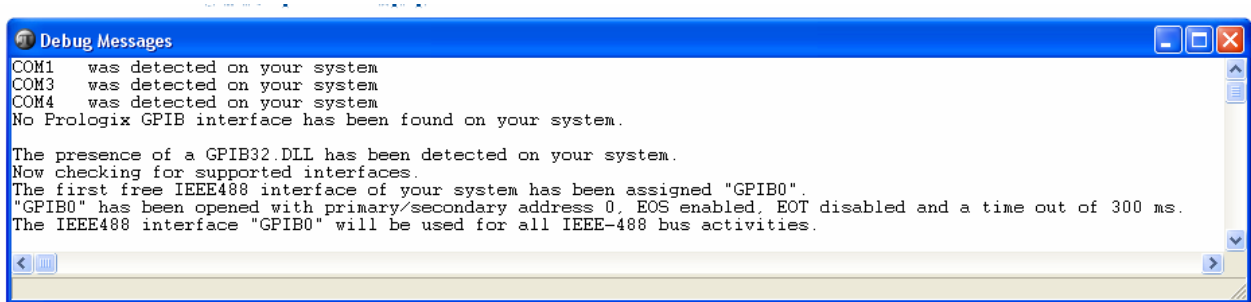 Debug Messages
COM1 was detected on your system
COM3 was detected on your system
COM4 was detected on your system
No Prologix GPIB interface has been found on your system.
The presence of a GPIB32.DLL has been detected on your system.
Now checking for supported interfaces.
The first free IEEE488 interface of your system has been assigned "GPIB0".
"GPIB0" has been opened with primary/secondary address 0, EOS enabled, EOT disabled and a time out of 300 ms.
The IEEE488 interface "GPIB0" will be used for all IEEE-488 bus activities.